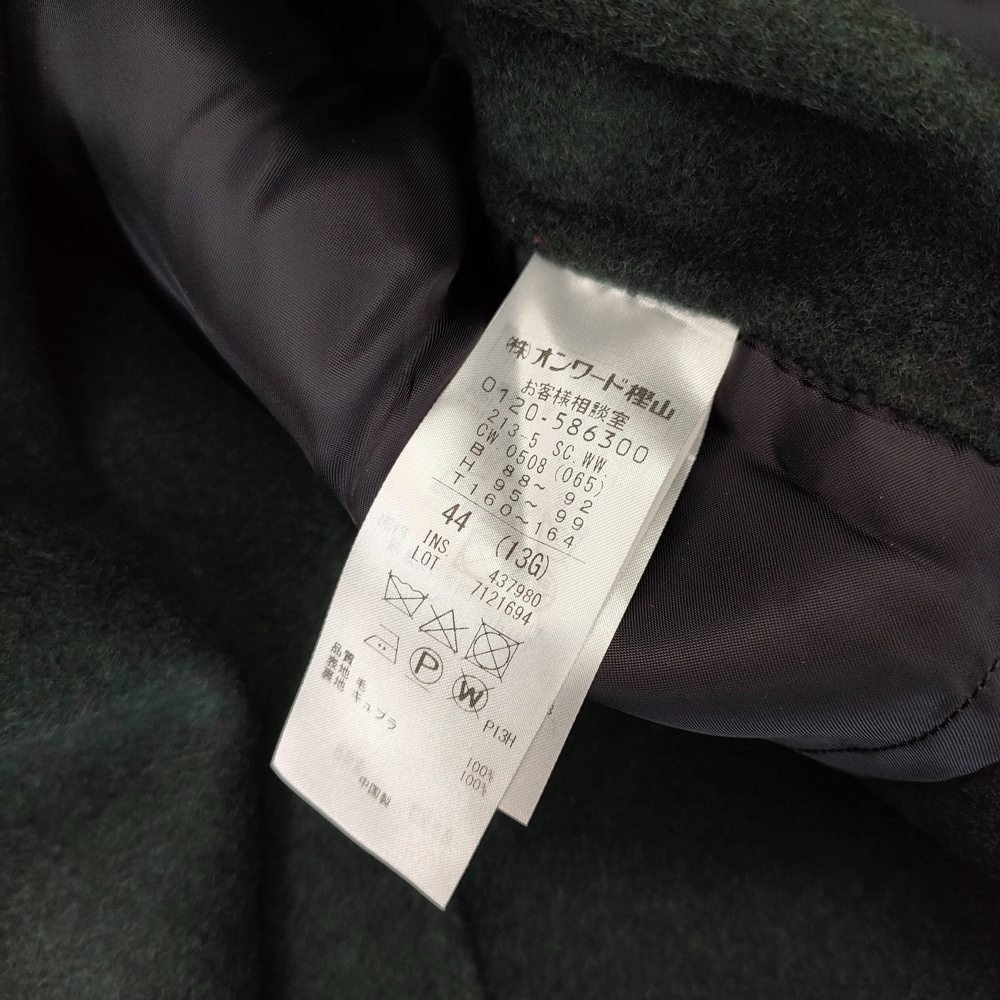 (株)オンワード樫山
お客様相談室
0120-586300
213-5 SC.WW
CW 0508 (065)
B 88～ 92
H 95～ 99
T160～164
44 (13G)
INS 437980
LOT 7121694
P
W
P13H
品質
表地 毛 100%
裏地 キュプラ 100%
中国製